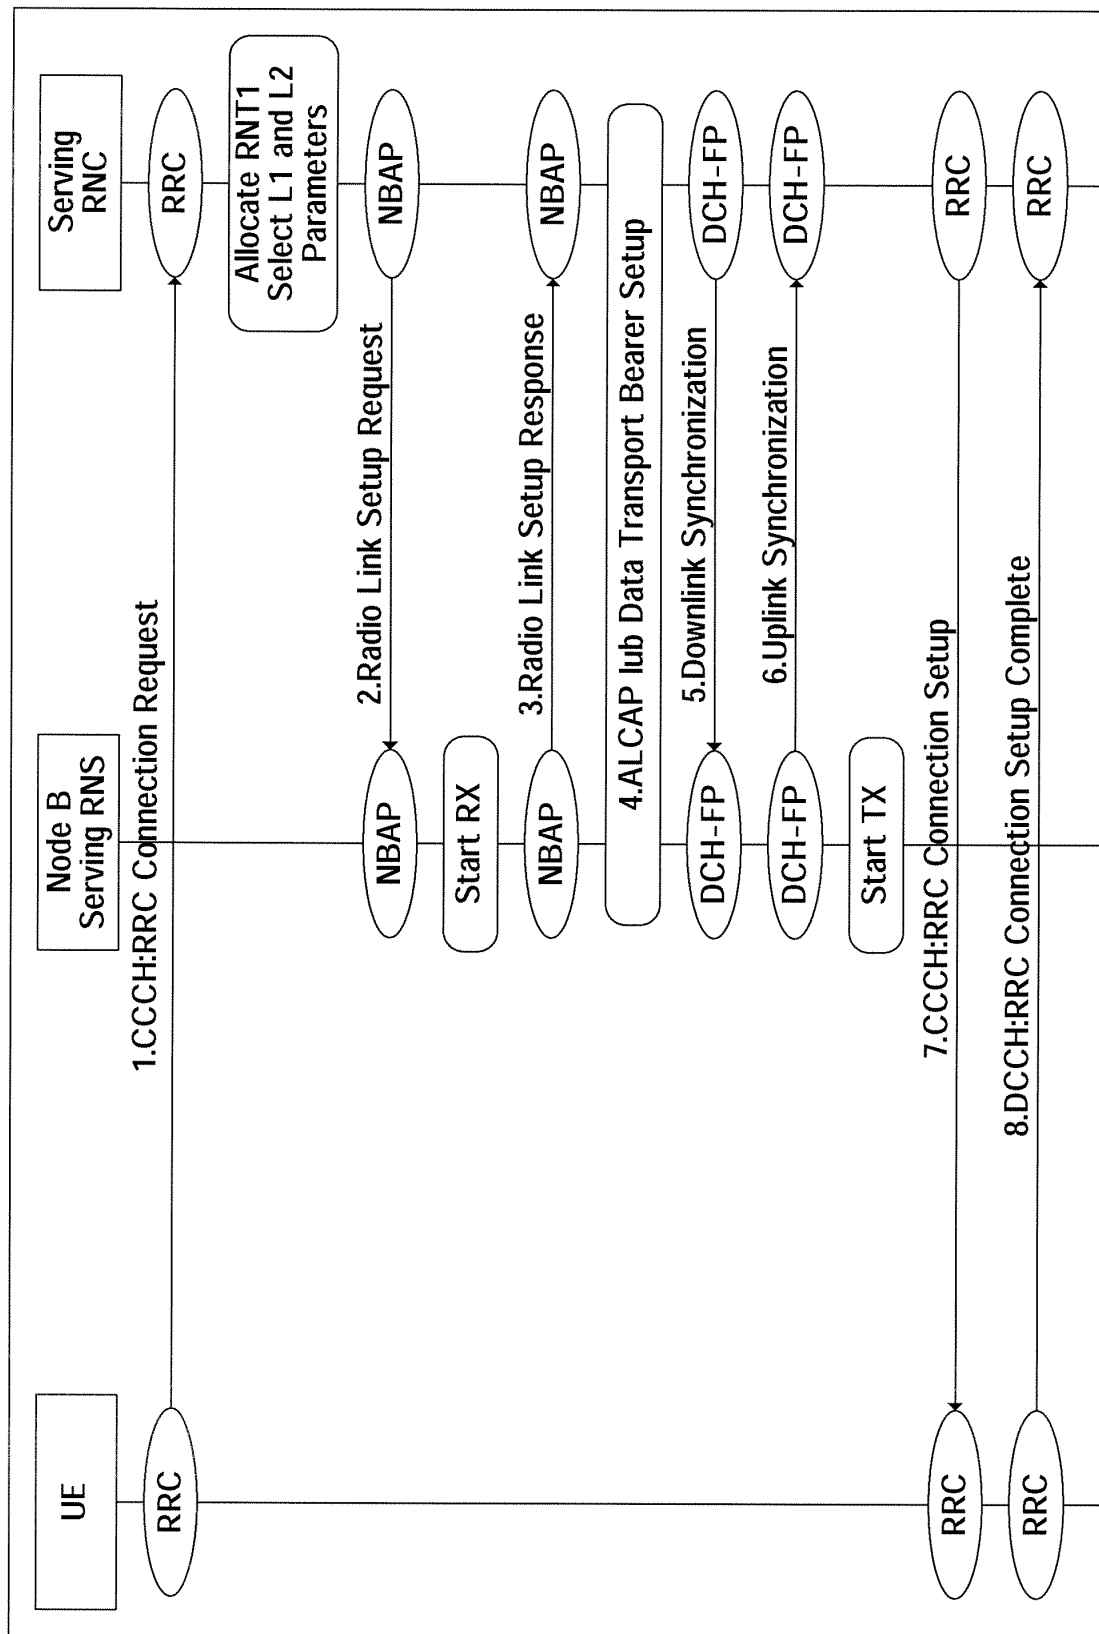 UE
Node B
Serving RNS
Serving
RNC
1.CCCH:RRC Connection Request
RRC
RRC
Allocate RNT1
Select L1 and L2
Parameters
2.Radio Link Setup Request
NBAP
NBAP
Start RX
3.Radio Link Setup Response
NBAP
NBAP
4.ALCAP Iub Data Transport Bearer Setup
5.Downlink Synchronization
DCH-FP
DCH-FP
6.Uplink Synchronization
DCH-FP
DCH-FP
Start TX
7.CCCH:RRC Connection Setup
RRC
RRC
8.DCCH:RRC Connection Setup Complete
RRC
RRC